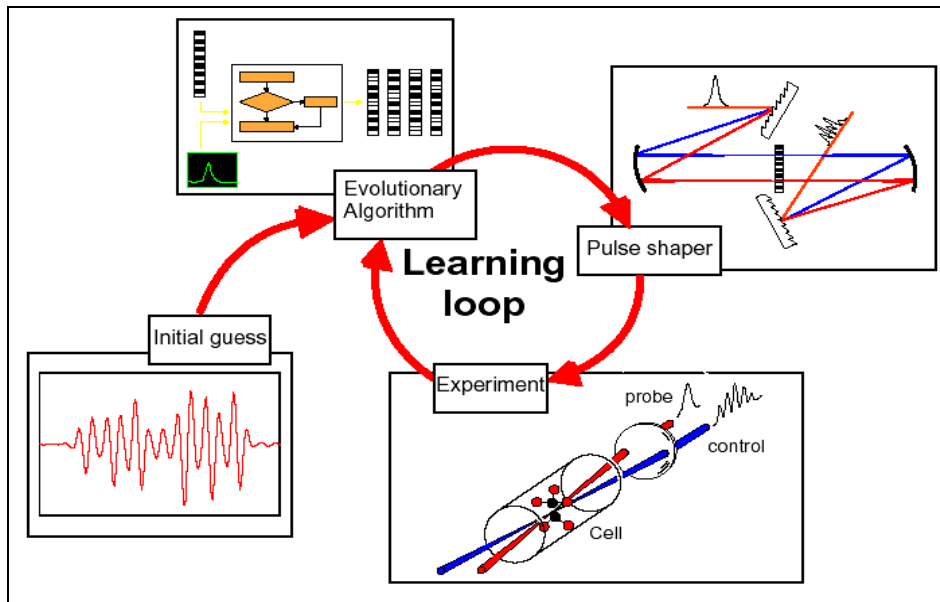 Evolutionary
Algorithm
Pulse shaper
Learning
loop
Initial guess
Experiment
probe
control
Cell